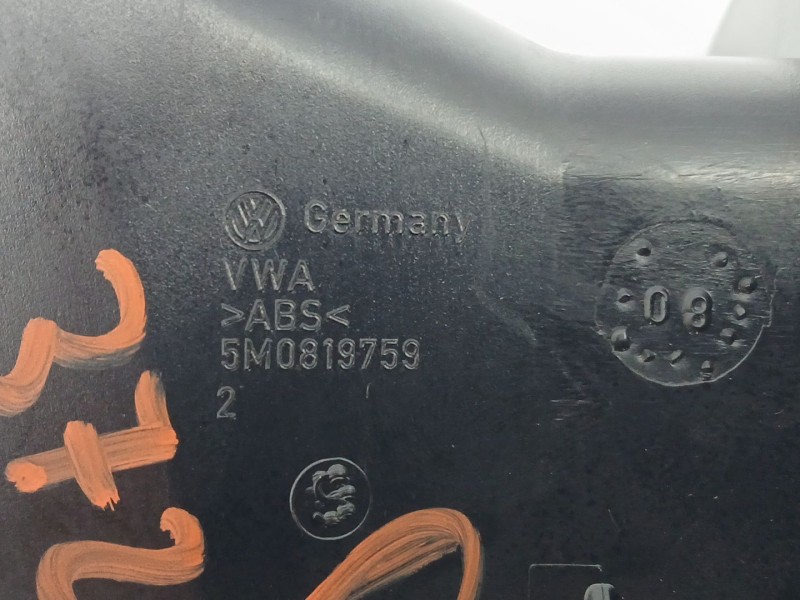 Germany
VWA
>ABS<
5M0819759
2
08